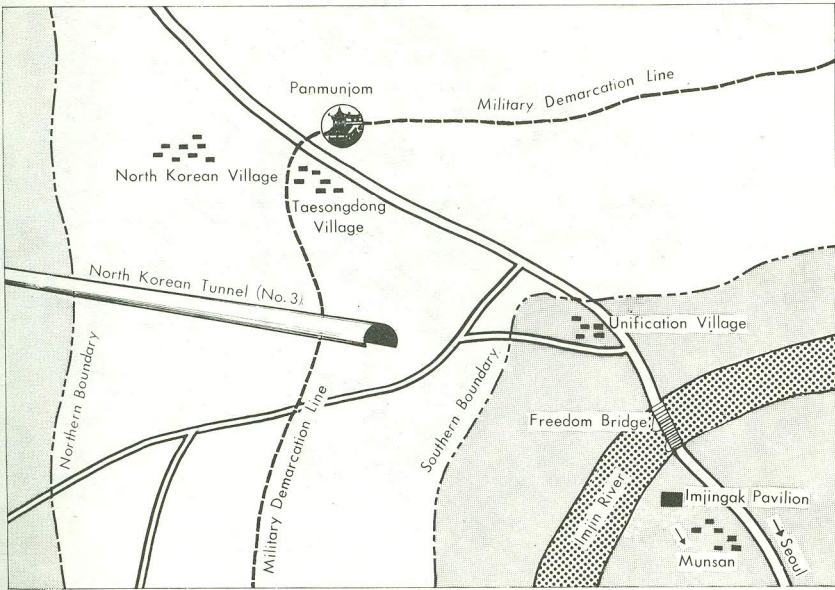 Panmunjom
Military Demarcation Line
North Korean Village
Taesongdong
Village
North Korean Tunnel (No.3)
Unification Village
Northern Boundary
Military Demarcation Line
Southern Boundary
Freedom Bridge
Imjin River
Imjingak Pavilion
Munsan
Seoul